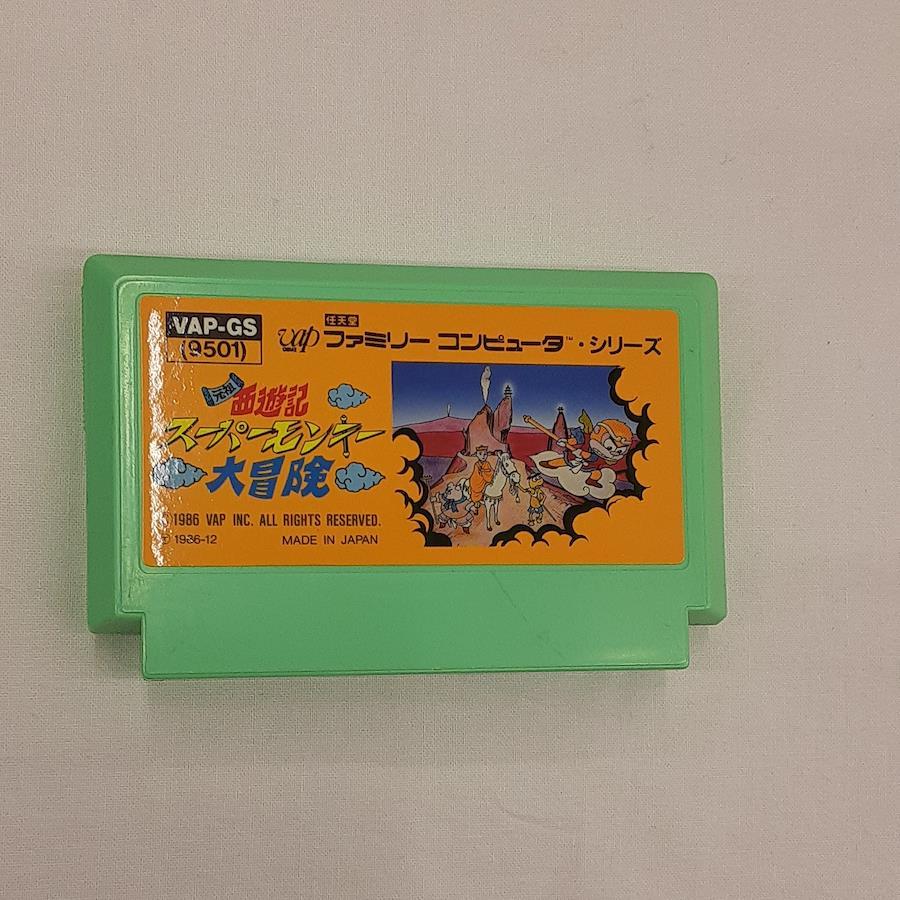 VAP-GS
(9501)
任天堂
vap ファミリー コンピュータ™・シリーズ
元祖
西遊記
スーパーモンキー
大冒険
1986 VAP INC. ALL RIGHTS RESERVED.
1986-12 MADE IN JAPAN